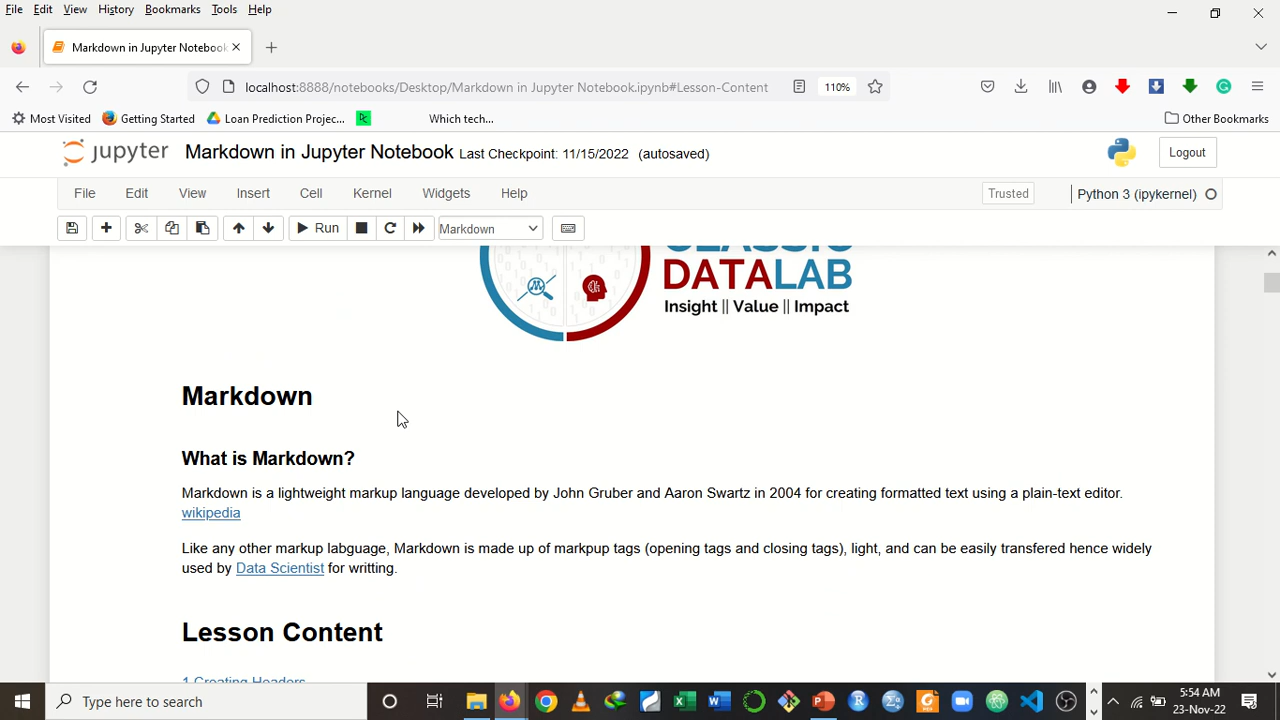 File Edit View History Bookmarks Tools Help
Markdown in Jupyter Notebook
localhost:8888/notebooks/Desktop/Markdown in Jupyter Notebook.ipynb#Lesson-Content
110%
Most Visited Getting Started Loan Prediction Projec... Which tech... Other Bookmarks
jupyter Markdown in Jupyter Notebook Last Checkpoint: 11/15/2022 (autosaved) Logout
File Edit View Insert Cell Kernel Widgets Help Trusted Python 3 (ipykernel)
Run Markdown
CLASSIC
DATALAB
Insight || Value || Impact
Markdown
What is Markdown?
Markdown is a lightweight markup language developed by John Gruber and Aaron Swartz in 2004 for creating formatted text using a plain-text editor.
wikipedia
Like any other markup labguage, Markdown is made up of markpup tags (opening tags and closing tags), light, and can be easily transfered hence widely
used by Data Scientist for writting.
Lesson Content
1 Creating Headers
Type here to search
5:54 AM
23-Nov-22